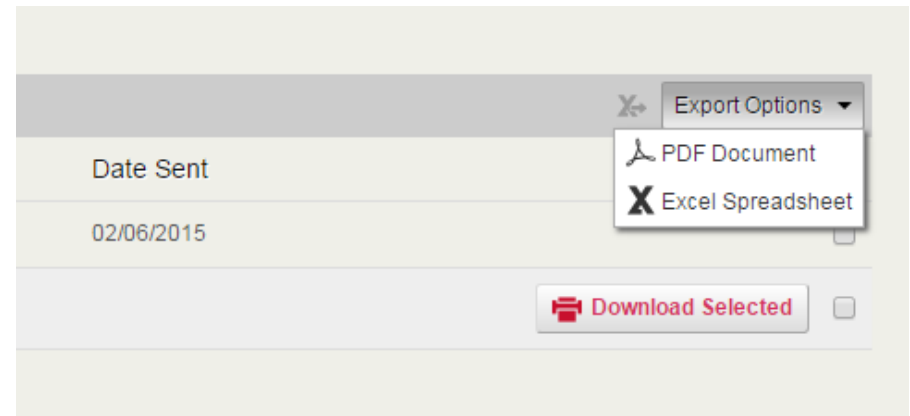 Export Options
PDF Document
Date Sent
Excel Spreadsheet
02/06/2015
Download Selected